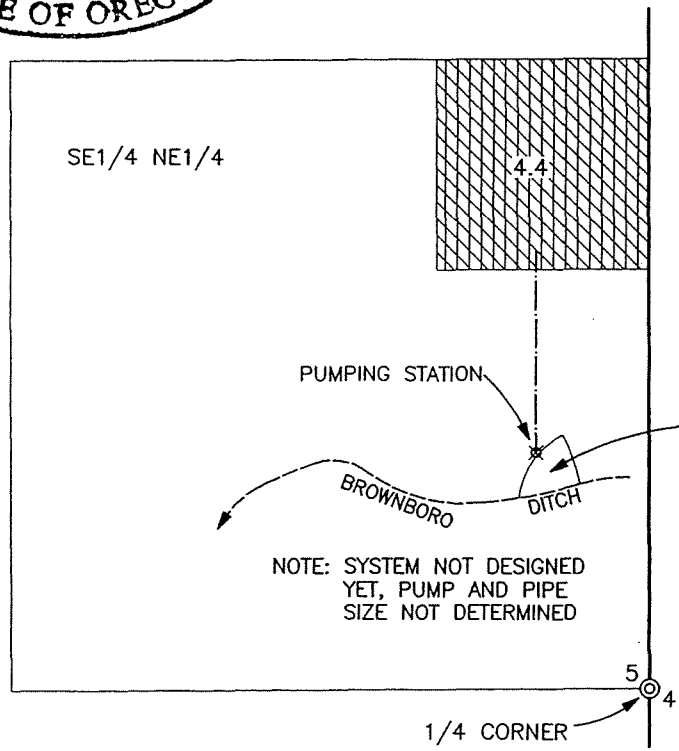 E OF OREG
SE1/4 NE1/4
4.4
PUMPING STATION
BROWNBORO DITCH
NOTE: SYSTEM NOT DESIGNED
YET, PUMP AND PIPE
SIZE NOT DETERMINED
5
4
1/4 CORNER